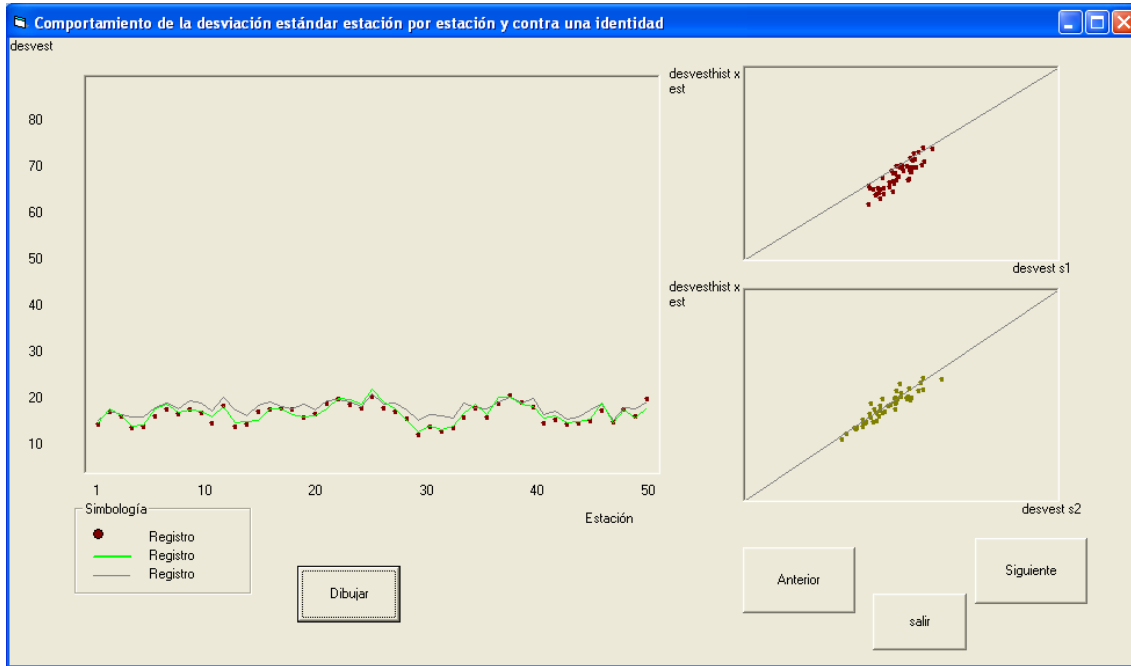 Comportamiento de la desviación estándar estación por estación y contra una identidad
desvest
80
70
60
50
40
30
20
10
1 10 20 30 40 50
Estación
Simbología
Registro
Registro
Registro
Dibujar
desvesthist x
est
desvest s1
desvesthist x
est
desvest s2
Anterior
Siguiente
salir